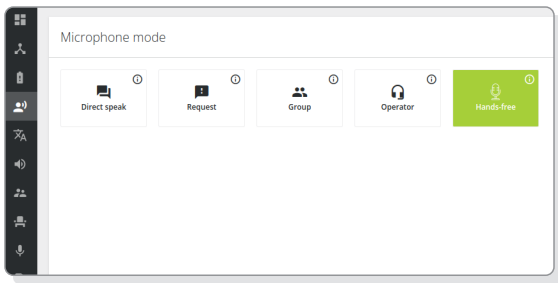 Microphone mode
Direct speak
Request
Group
Operator
Hands-free